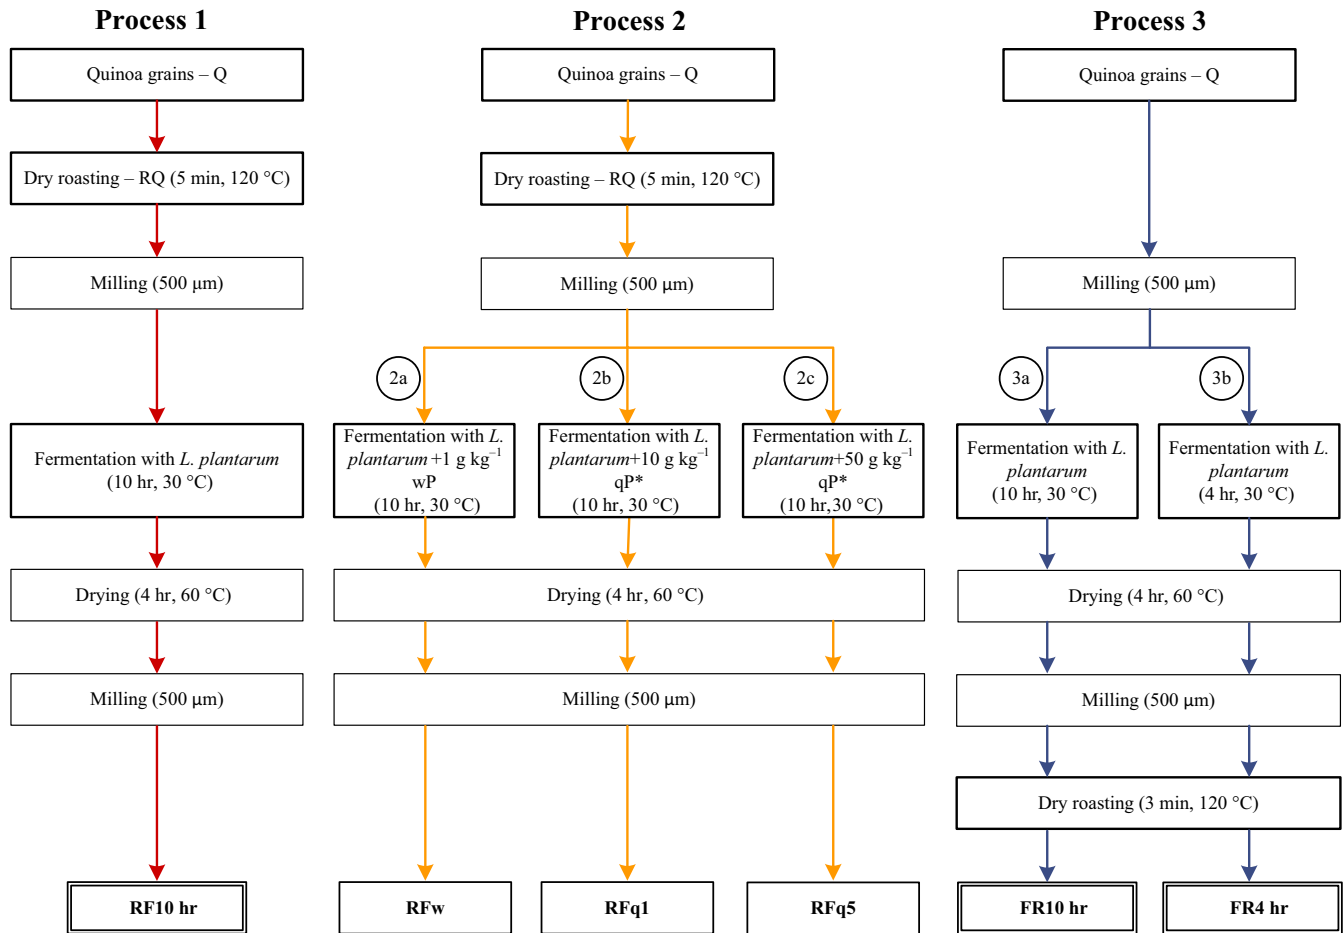 Process 1
Process 2
Process 3
Quinoa grains – Q
Quinoa grains – Q
Quinoa grains – Q
Dry roasting – RQ (5 min, 120 °C)
Dry roasting – RQ (5 min, 120 °C)
Milling (500 μm)
Milling (500 μm)
Milling (500 μm)
2a
2b
2c
3a
3b
Fermentation with L. plantarum
(10 hr, 30 °C)
Fermentation with L.
plantarum +1 g kg⁻¹
wP
(10 hr, 30 °C)
Fermentation with L.
plantarum+10 g kg⁻¹
qP*
(10 hr, 30 °C)
Fermentation with L.
plantarum+50 g kg⁻¹
qP*
(10 hr,30 °C)
Fermentation with L.
plantarum
(10 hr, 30 °C)
Fermentation with L.
plantarum
(4 hr, 30 °C)
Drying (4 hr, 60 °C)
Drying (4 hr, 60 °C)
Drying (4 hr, 60 °C)
Milling (500 μm)
Milling (500 μm)
Milling (500 μm)
Dry roasting (3 min, 120 °C)
RF10 hr
RFw
RFq1
RFq5
FR10 hr
FR4 hr